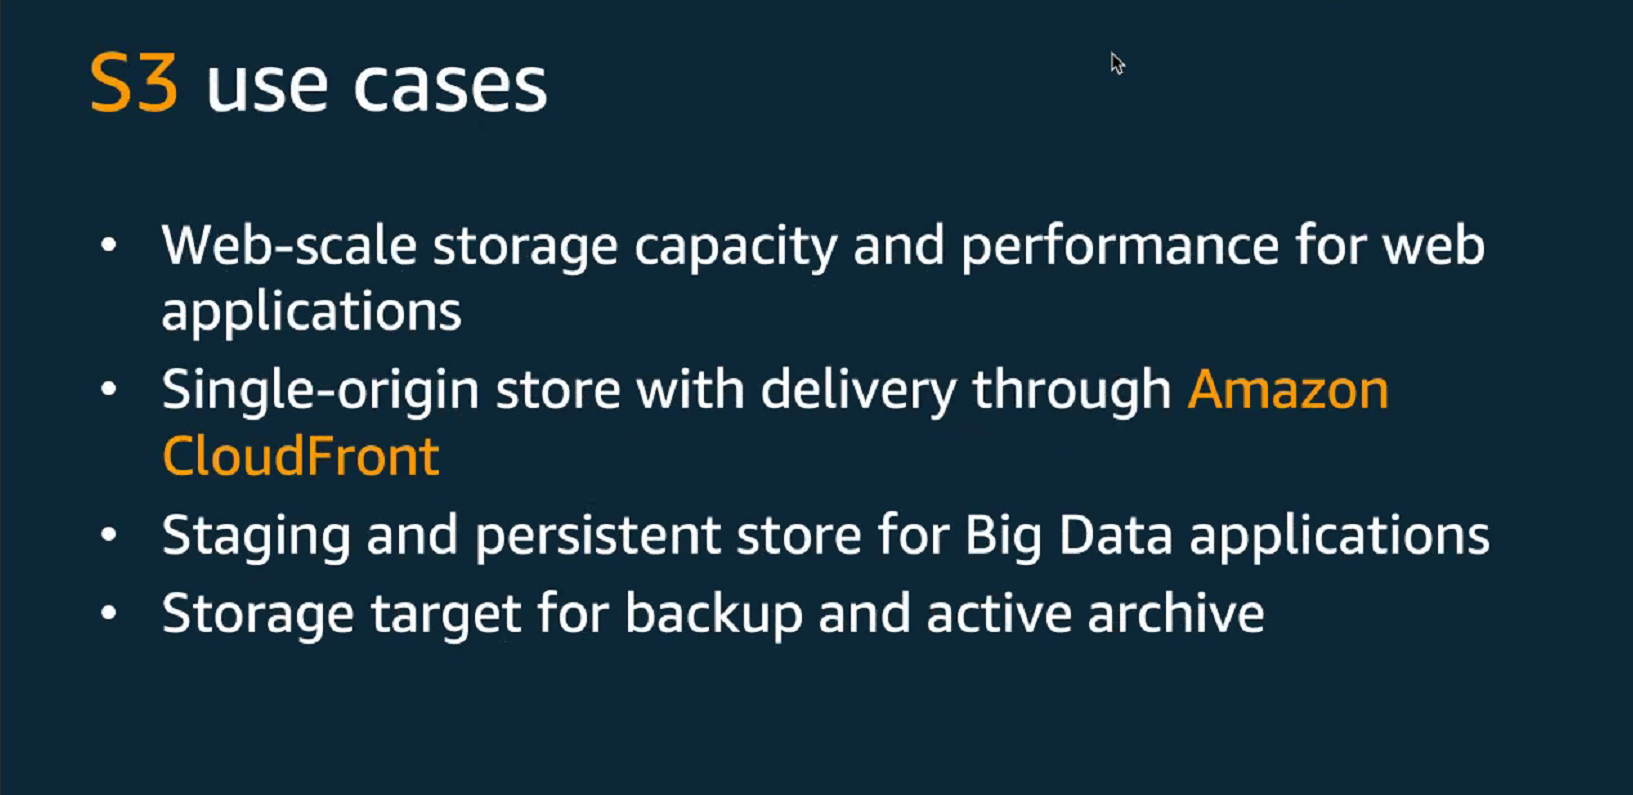 S3 use cases
• Web-scale storage capacity and performance for web
applications
• Single-origin store with delivery through Amazon
CloudFront
• Staging and persistent store for Big Data applications
• Storage target for backup and active archive